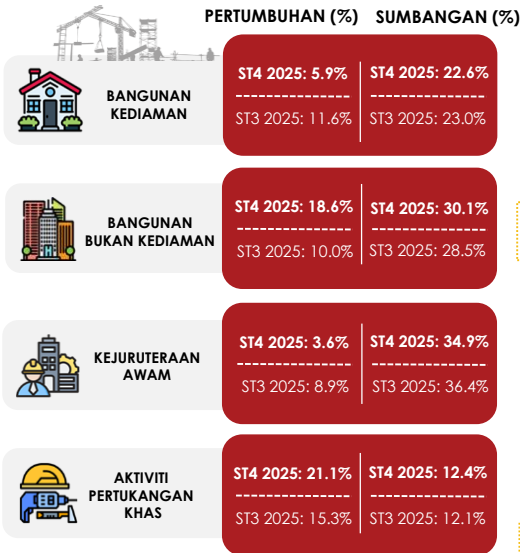 PERTUMBUHAN (%) SUMBANGAN (%)
BANGUNAN
KEDIAMAN
ST4 2025: 5.9% ST4 2025: 22.6%
ST3 2025: 11.6% ST3 2025: 23.0%
BANGUNAN
BUKAN KEDIAMAN
ST4 2025: 18.6% ST4 2025: 30.1%
ST3 2025: 10.0% ST3 2025: 28.5%
KEJURUTERAAN
AWAM
ST4 2025: 3.6% ST4 2025: 34.9%
ST3 2025: 8.9% ST3 2025: 36.4%
AKTIVITI
PERTUKANGAN
KHAS
ST4 2025: 21.1% ST4 2025: 12.4%
ST3 2025: 15.3% ST3 2025: 12.1%